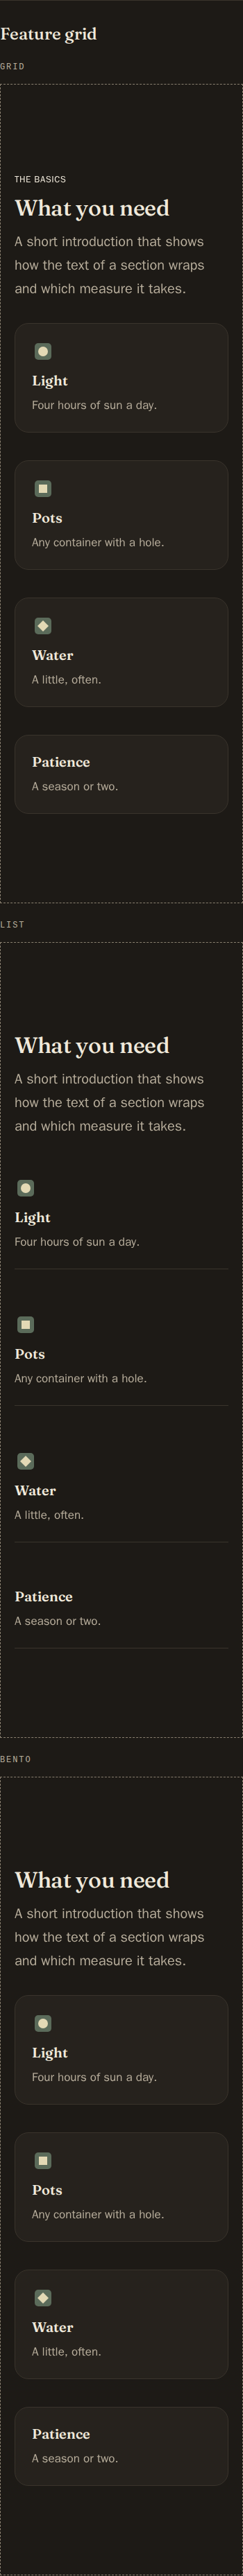 Feature grid
GRID
THE BASICS
What you need
A short introduction that shows
how the text of a section wraps
and which measure it takes.
Light
Four hours of sun a day.
Pots
Any container with a hole.
Water
A little, often.
Patience
A season or two.
LIST
What you need
A short introduction that shows
how the text of a section wraps
and which measure it takes.
Light
Four hours of sun a day.
Pots
Any container with a hole.
Water
A little, often.
Patience
A season or two.
BENTO
What you need
A short introduction that shows
how the text of a section wraps
and which measure it takes.
Light
Four hours of sun a day.
Pots
Any container with a hole.
Water
A little, often.
Patience
A season or two.